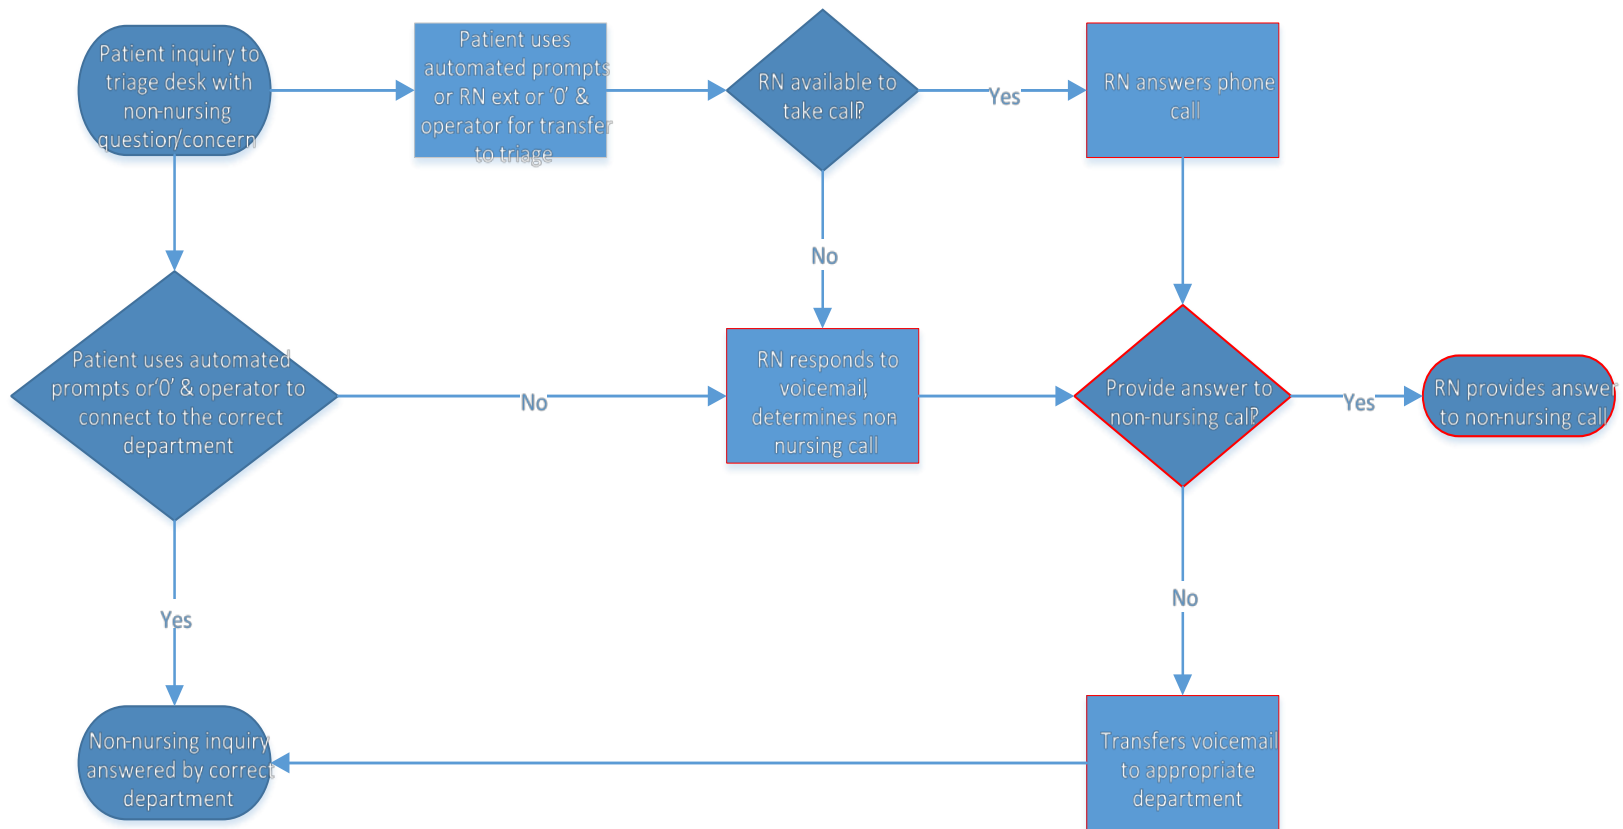 Patient inquiry to
triage desk with
non-nursing
question/concern
Patient uses
automated prompts
or RN ext or ‘0’ &
operator for transfer
to triage
RN available to
take call?
Yes
RN answers phone
call
No
Patient uses automated
prompts or ‘0’ & operator to
connect to the correct
department
No
RN responds to
voicemail,
determines non
nursing call
Provide answer to
non-nursing call?
Yes
RN provides answer
to non-nursing call
Yes
No
Non-nursing inquiry
answered by correct
department
Transfers voicemail
to appropriate
department